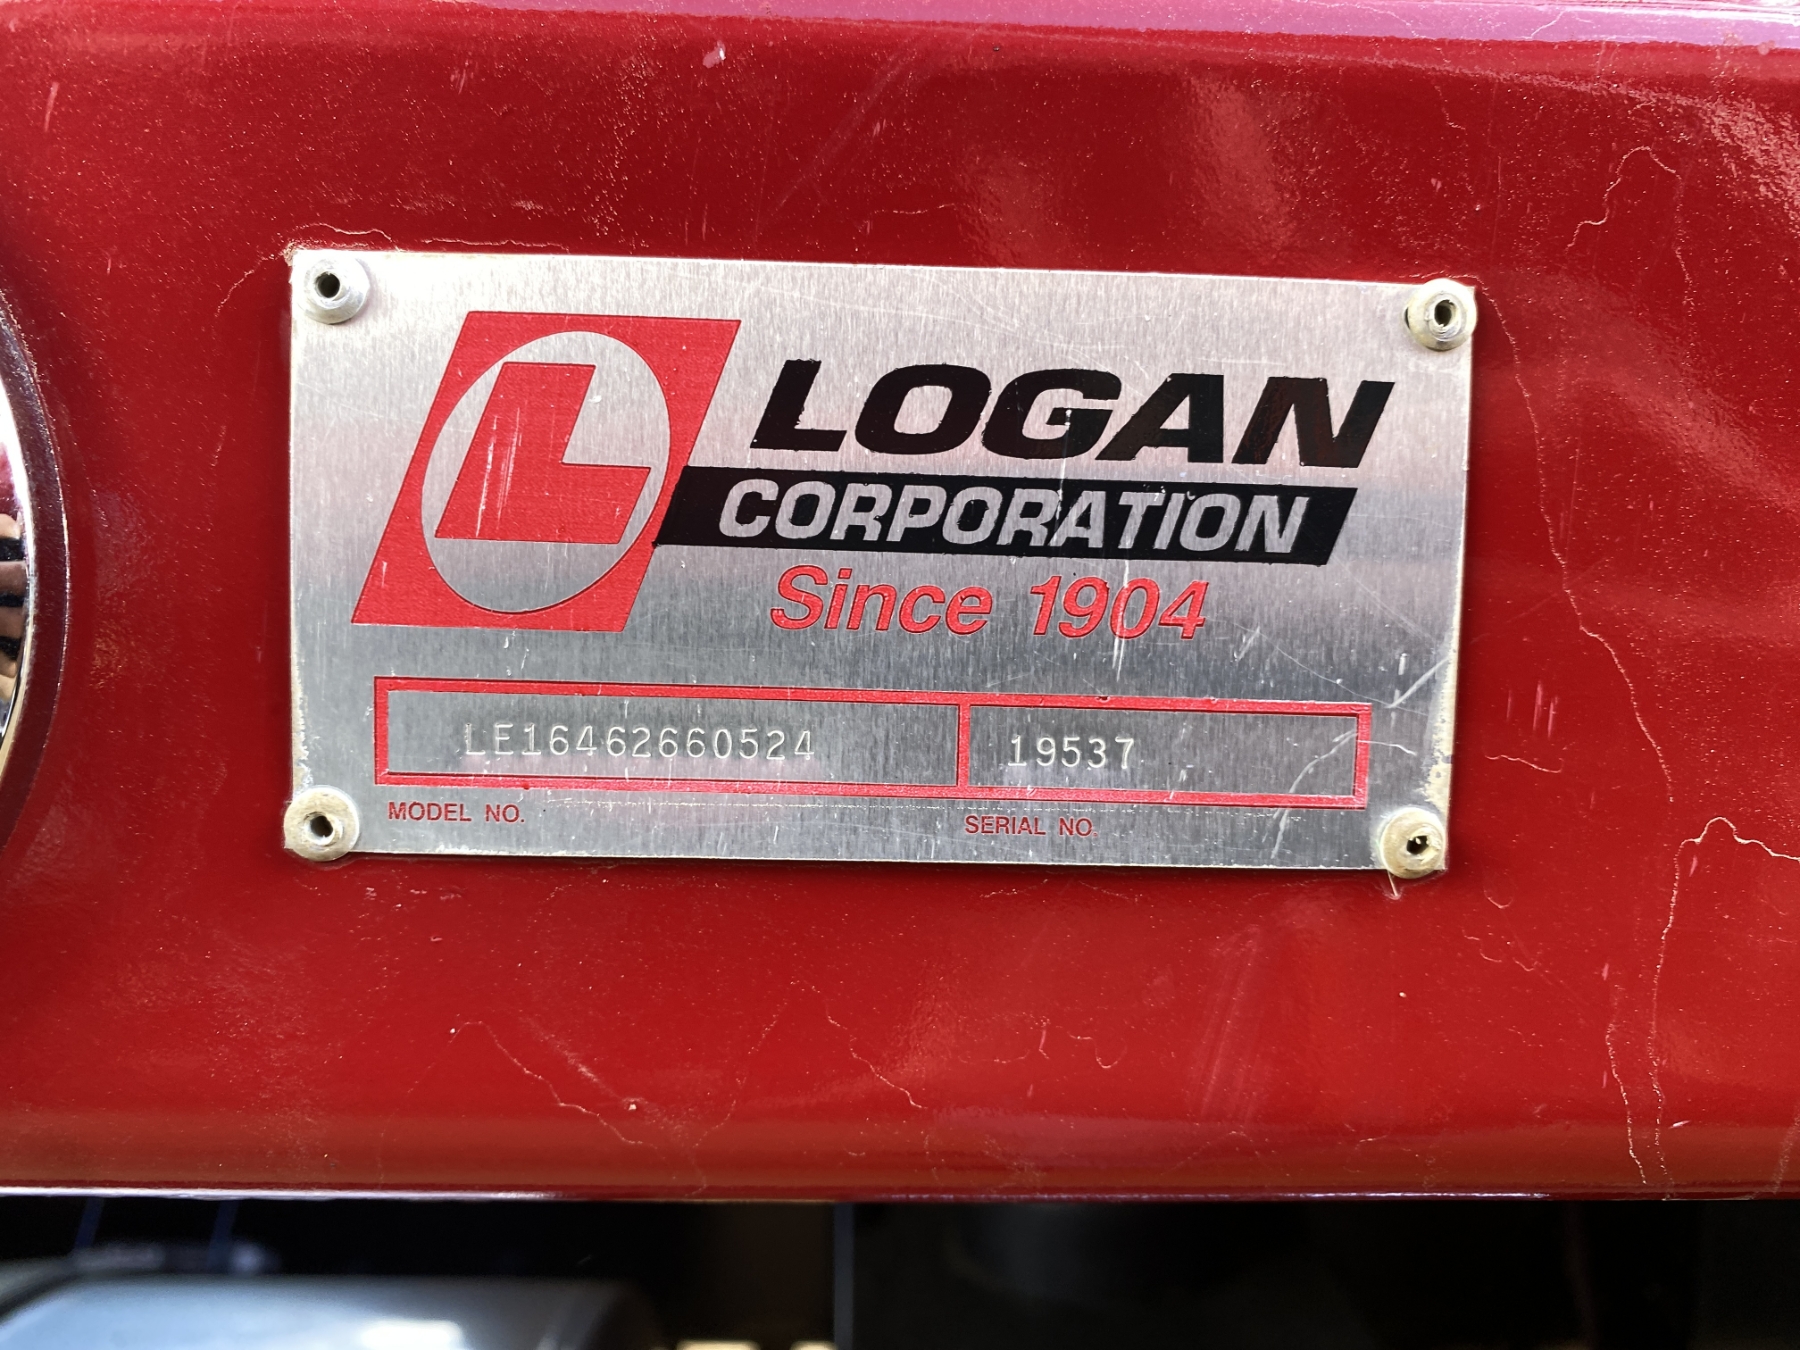 L
LOGAN
CORPORATION
Since 1904
LE16462660524
19537
MODEL NO.
SERIAL NO.